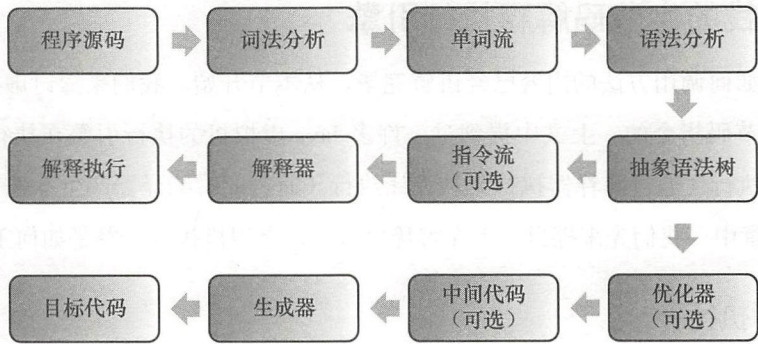 程序源码
词法分析
单词流
语法分析
解释执行
解释器
指令流
（可选）
抽象语法树
目标代码
生成器
中间代码
（可选）
优化器
（可选）